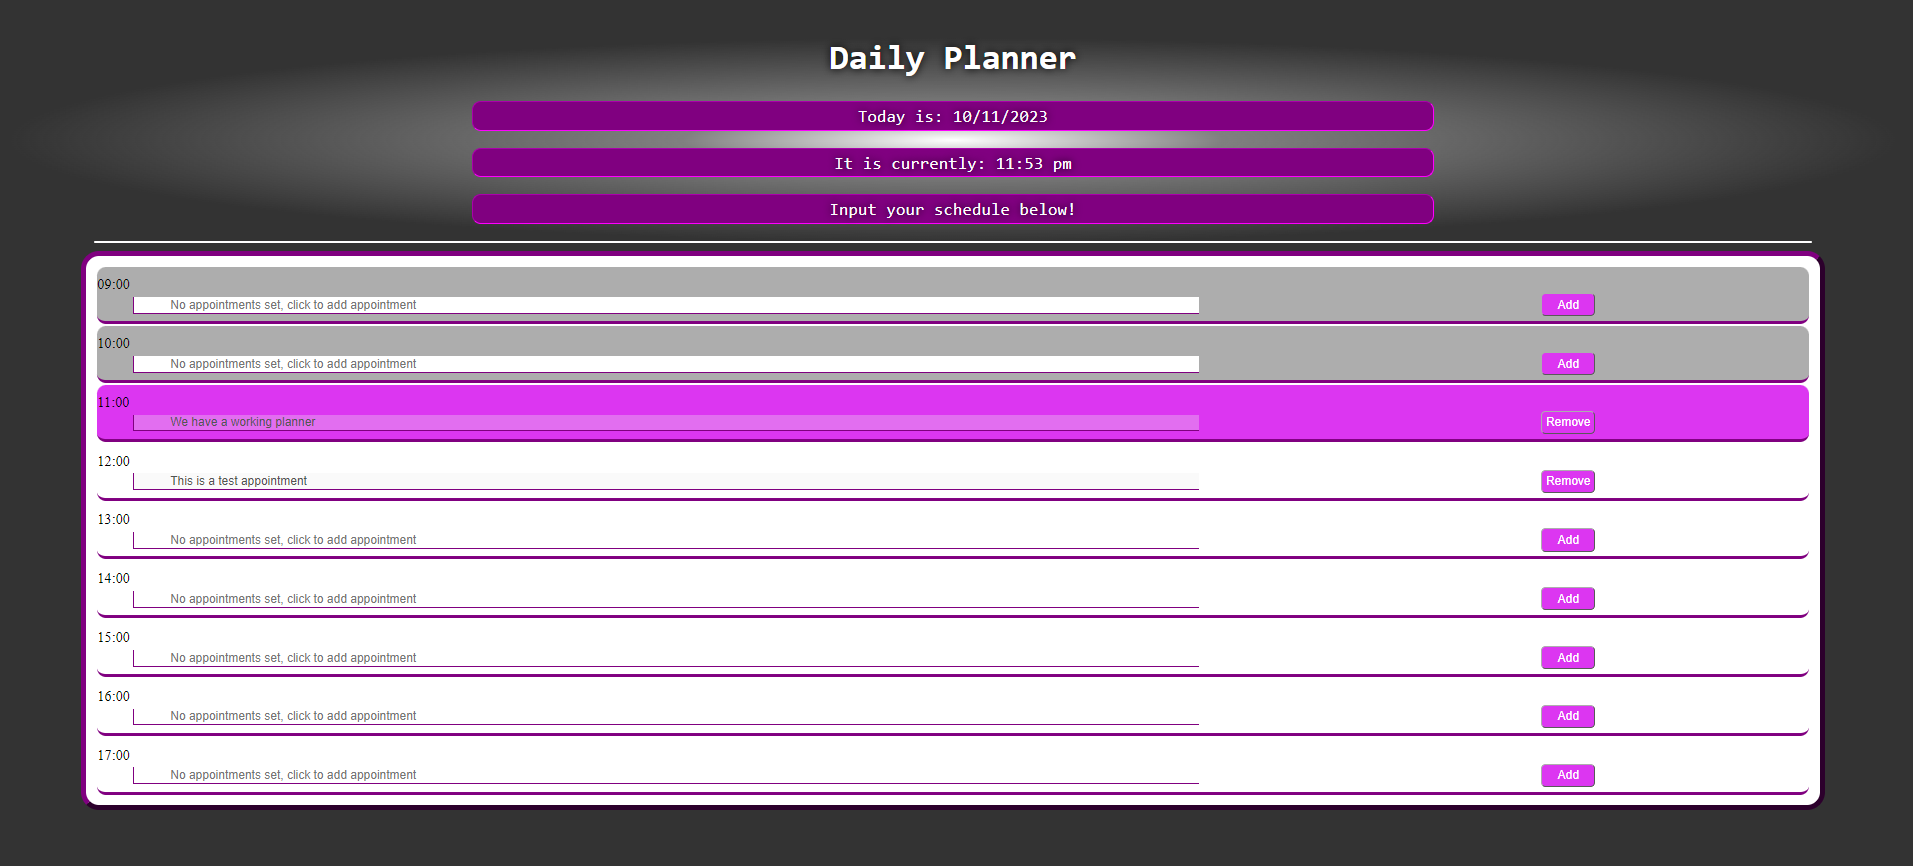 Daily Planner
Today is: 10/11/2023
It is currently: 11:53 pm
Input your schedule below!
09:00
No appointments set, click to add appointment Add
10:00
No appointments set, click to add appointment Add
11:00
We have a working planner Remove
12:00
This is a test appointment Remove
13:00
No appointments set, click to add appointment Add
14:00
No appointments set, click to add appointment Add
15:00
No appointments set, click to add appointment Add
16:00
No appointments set, click to add appointment Add
17:00
No appointments set, click to add appointment Add